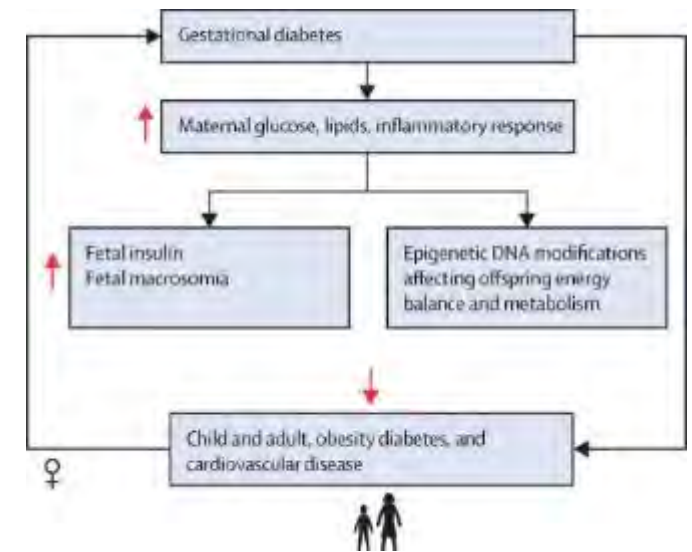 Gestational diabetes
Maternal glucose, lipids, inflammatory response
Fetal insulin
Fetal macrosomia
Epigenetic DNA modifications
affecting offspring energy
balance and metabolism
Child and adult, obesity diabetes, and
cardiovascular disease